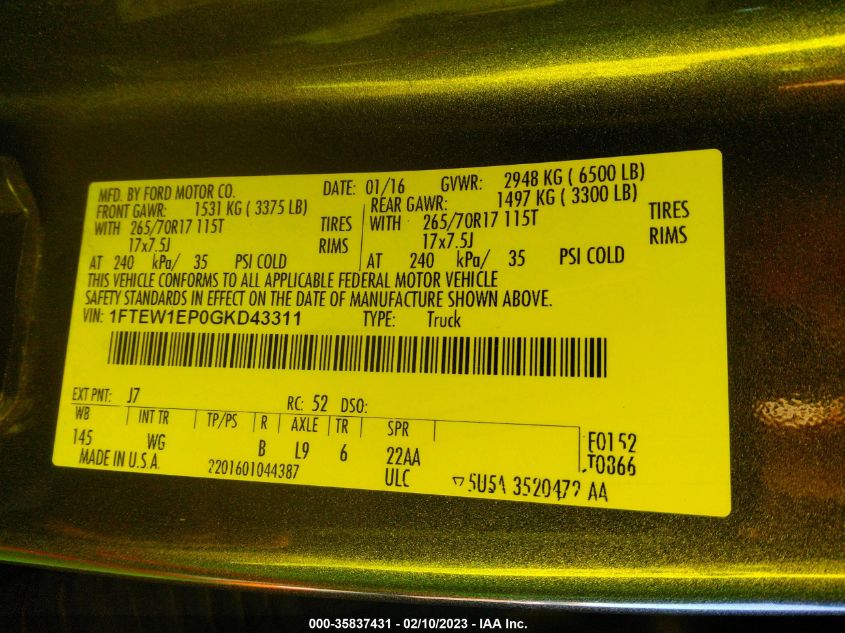 MFD. BY FORD MOTOR CO. DATE: 01/16 GVWR: 2948 KG ( 6500 LB)
FRONT GAWR: 1531 KG ( 3375 LB) REAR GAWR: 1497 KG ( 3300 LB)
WITH 265/70R17 115T TIRES WITH 265/70R17 115T TIRES
17x7.5J RIMS 17x7.5J RIMS
AT 240 kPa/ 35 PSI COLD AT 240 kPa/ 35 PSI COLD
THIS VEHICLE CONFORMS TO ALL APPLICABLE FEDERAL MOTOR VEHICLE
SAFETY STANDARDS IN EFFECT ON THE DATE OF MANUFACTURE SHOWN ABOVE.
VIN: 1FTEW1EP0GKD43311 TYPE: Truck
EXT PNT: J7 RC: 52 DSO:
WB INT TR TP/PS R AXLE TR SPR
145 WG B L9 6 22AA F0152
MADE IN U.S.A. 2201601044387 ULC T0866
5U5A 3520472 AA
000-35837431 - 02/10/2023 - IAA Inc.